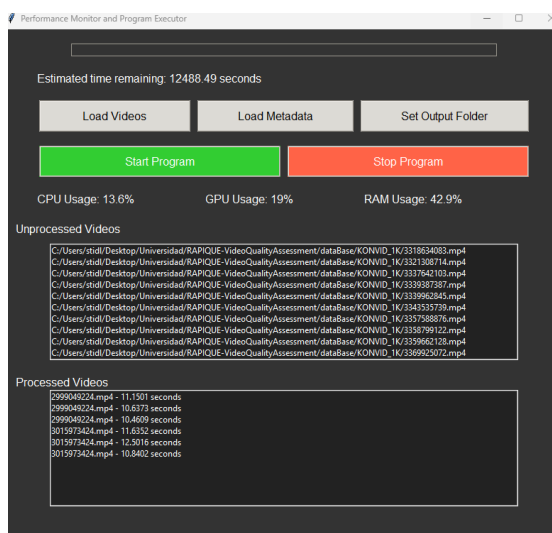 Performance Monitor and Program Executor
Estimated time remaining: 12488.49 seconds
Load Videos Load Metadata Set Output Folder
Start Program Stop Program
CPU Usage: 13.6% GPU Usage: 19% RAM Usage: 42.9%
Unprocessed Videos
C:/Users/stidl/Desktop/Universidad/RAPIQUE-VideoQualityAssessment/dataBase/KONVID_1K/3318634083.mp4
C:/Users/stidl/Desktop/Universidad/RAPIQUE-VideoQualityAssessment/dataBase/KONVID_1K/3321308714.mp4
C:/Users/stidl/Desktop/Universidad/RAPIQUE-VideoQualityAssessment/dataBase/KONVID_1K/3337642103.mp4
C:/Users/stidl/Desktop/Universidad/RAPIQUE-VideoQualityAssessment/dataBase/KONVID_1K/3339387387.mp4
C:/Users/stidl/Desktop/Universidad/RAPIQUE-VideoQualityAssessment/dataBase/KONVID_1K/3339962845.mp4
C:/Users/stidl/Desktop/Universidad/RAPIQUE-VideoQualityAssessment/dataBase/KONVID_1K/3343535739.mp4
C:/Users/stidl/Desktop/Universidad/RAPIQUE-VideoQualityAssessment/dataBase/KONVID_1K/3357588876.mp4
C:/Users/stidl/Desktop/Universidad/RAPIQUE-VideoQualityAssessment/dataBase/KONVID_1K/3358799122.mp4
C:/Users/stidl/Desktop/Universidad/RAPIQUE-VideoQualityAssessment/dataBase/KONVID_1K/3359662128.mp4
C:/Users/stidl/Desktop/Universidad/RAPIQUE-VideoQualityAssessment/dataBase/KONVID_1K/3369925072.mp4
Processed Videos
2999049224.mp4 - 11.1501 seconds
2999049224.mp4 - 10.6373 seconds
2999049224.mp4 - 10.4609 seconds
3015973424.mp4 - 11.6352 seconds
3015973424.mp4 - 12.5016 seconds
3015973424.mp4 - 10.8402 seconds